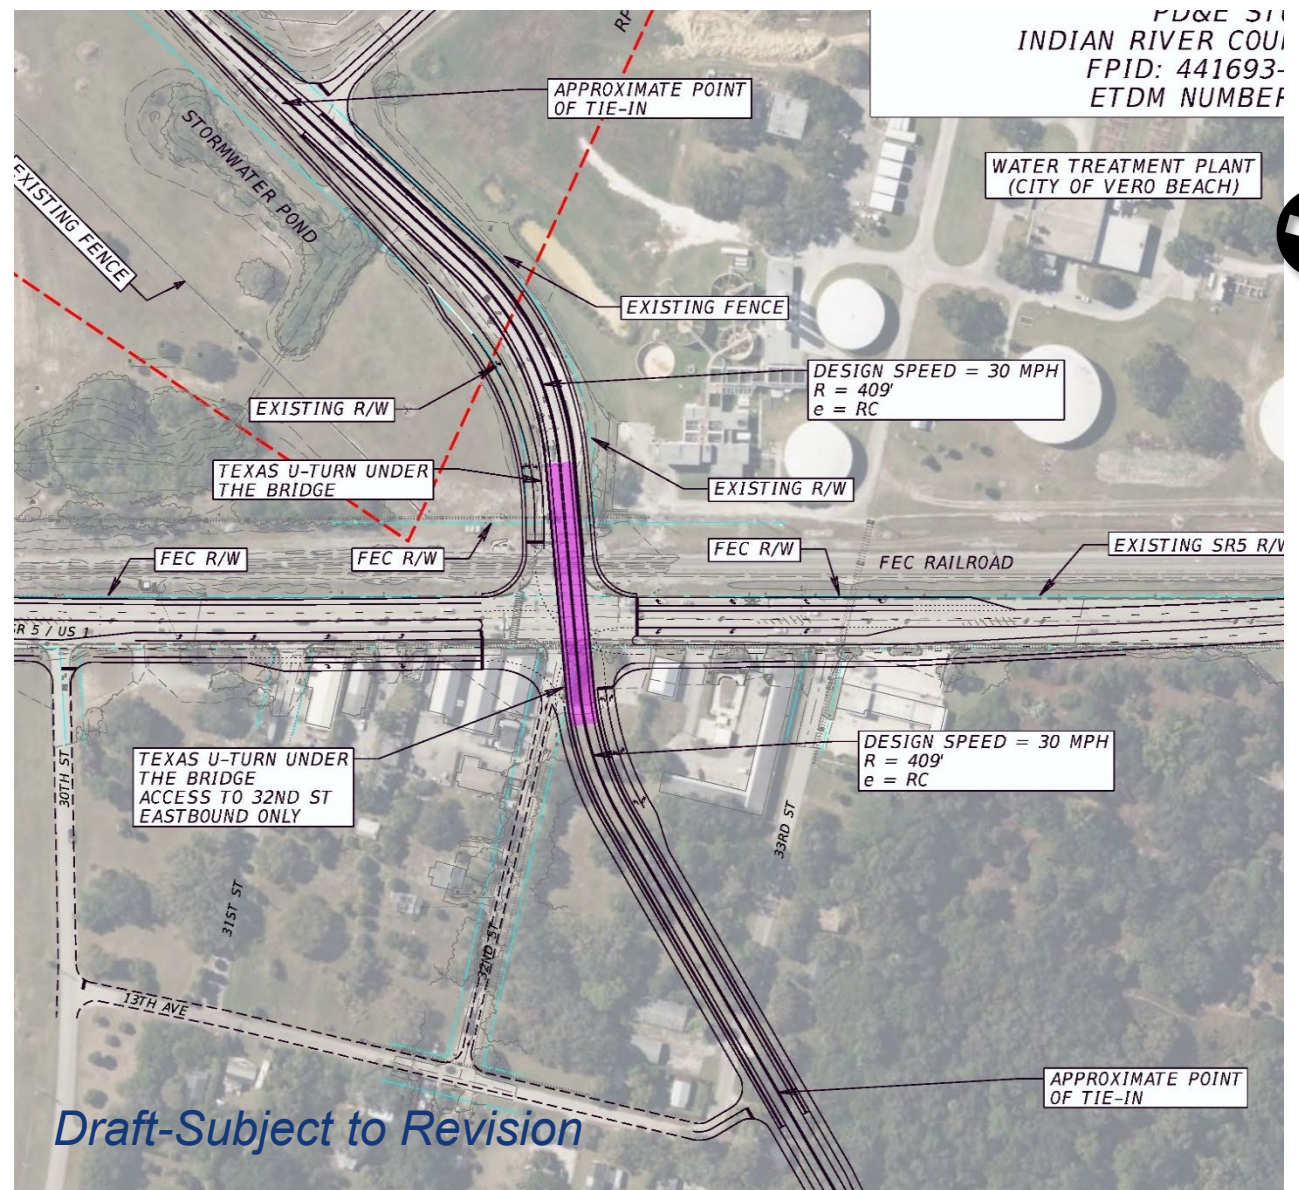 INDIAN RIVER
FPID: 441693-
ETDM
RP
APPROXIMATE POINT
OF TIE-IN
STORMWATER POND
WATER TREATMENT PLANT
(CITY OF VERO BEACH)
EXISTING FENCE
EXISTING FENCE
DESIGN SPEED = 30 MPH
R = 409'
e = RC
EXISTING R/W
TEXAS U-TURN UNDER
THE BRIDGE
EXISTING R/W
FEC R/W
FEC R/W
FEC R/W
FEC RAILROAD
EXISTING SR5 R/W
SR 5 / US 1
TEXAS U-TURN UNDER
THE BRIDGE
ACCESS TO 32ND ST
EASTBOUND ONLY
DESIGN SPEED = 30 MPH
R = 409'
e = RC
30TH ST
31ST ST
32ND ST
33RD ST
13TH AVE
APPROXIMATE POINT
OF TIE-IN
Draft-Subject to Revision